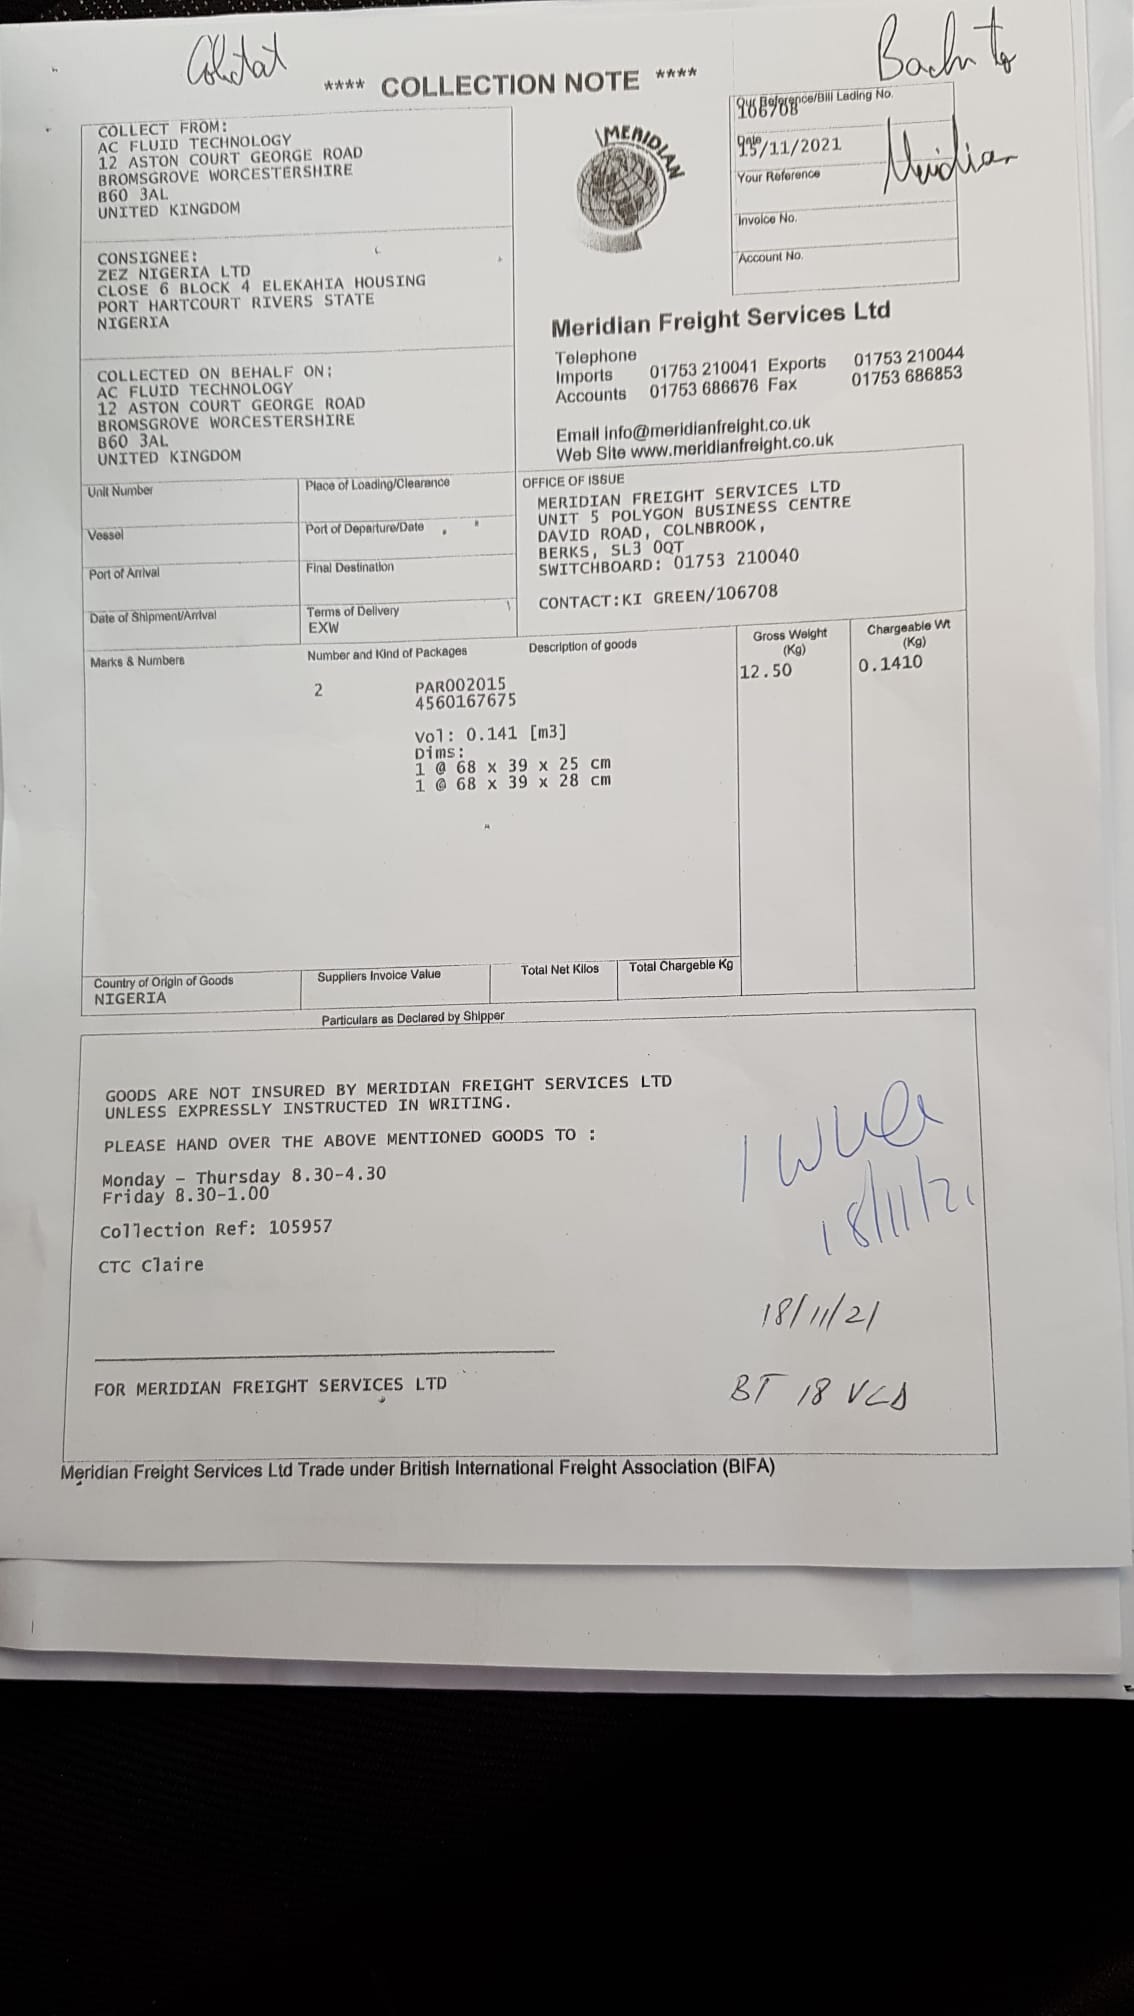 **** COLLECTION NOTE ****
Bach to
Meridian
COLLECT FROM:
AC FLUID TECHNOLOGY
12 ASTON COURT GEORGE ROAD
BROMSGROVE WORCESTERSHIRE
B60 3AL
UNITED KINGDOM
CONSIGNEE:
ZEZ NIGERIA LTD
CLOSE 6 BLOCK 4 ELEKAHIA HOUSING
PORT HARTCOURT RIVERS STATE
NIGERIA
COLLECTED ON BEHALF ON:
AC FLUID TECHNOLOGY
12 ASTON COURT GEORGE ROAD
BROMSGROVE WORCESTERSHIRE
B60 3AL
UNITED KINGDOM
MERIDIAN
Our Reference/Bill Lading No.
106708
Date
15/11/2021
Your Reference
Invoice No.
Account No.
Meridian Freight Services Ltd
Telephone
Imports 01753 210041 Exports 01753 210044
Accounts 01753 686676 Fax 01753 686853
Email info@meridianfreight.co.uk
Web Site www.meridianfreight.co.uk
Unit Number
Place of Loading/Clearance
Vessel
Port of Departure/Date
Port of Arrival
Final Destination
Date of Shipment/Arrival
Terms of Delivery
EXW
OFFICE OF ISSUE
MERIDIAN FREIGHT SERVICES LTD
UNIT 5 POLYGON BUSINESS CENTRE
DAVID ROAD, COLNBROOK,
BERKS, SL3 0QT
SWITCHBOARD: 01753 210040
CONTACT:KI GREEN/106708
Marks & Numbers
Number and Kind of Packages
Description of goods
Gross Weight
(Kg)
Chargeable Wt
(Kg)
2 PAR002015 12.50 0.1410
4560167675
Vol: 0.141 [m3]
Dims:
1 @ 68 x 39 x 25 cm
1 @ 68 x 39 x 28 cm
Country of Origin of Goods
NIGERIA
Suppliers Invoice Value
Total Net Kilos
Total Chargeble Kg
Particulars as Declared by Shipper
GOODS ARE NOT INSURED BY MERIDIAN FREIGHT SERVICES LTD
UNLESS EXPRESSLY INSTRUCTED IN WRITING.
PLEASE HAND OVER THE ABOVE MENTIONED GOODS TO :
Monday – Thursday 8.30-4.30
Friday 8.30-1.00
Collection Ref: 105957
CTC Claire
18/11/21
18/11/21
BT 18 VCD
FOR MERIDIAN FREIGHT SERVICES LTD
Meridian Freight Services Ltd Trade under British International Freight Association (BIFA)